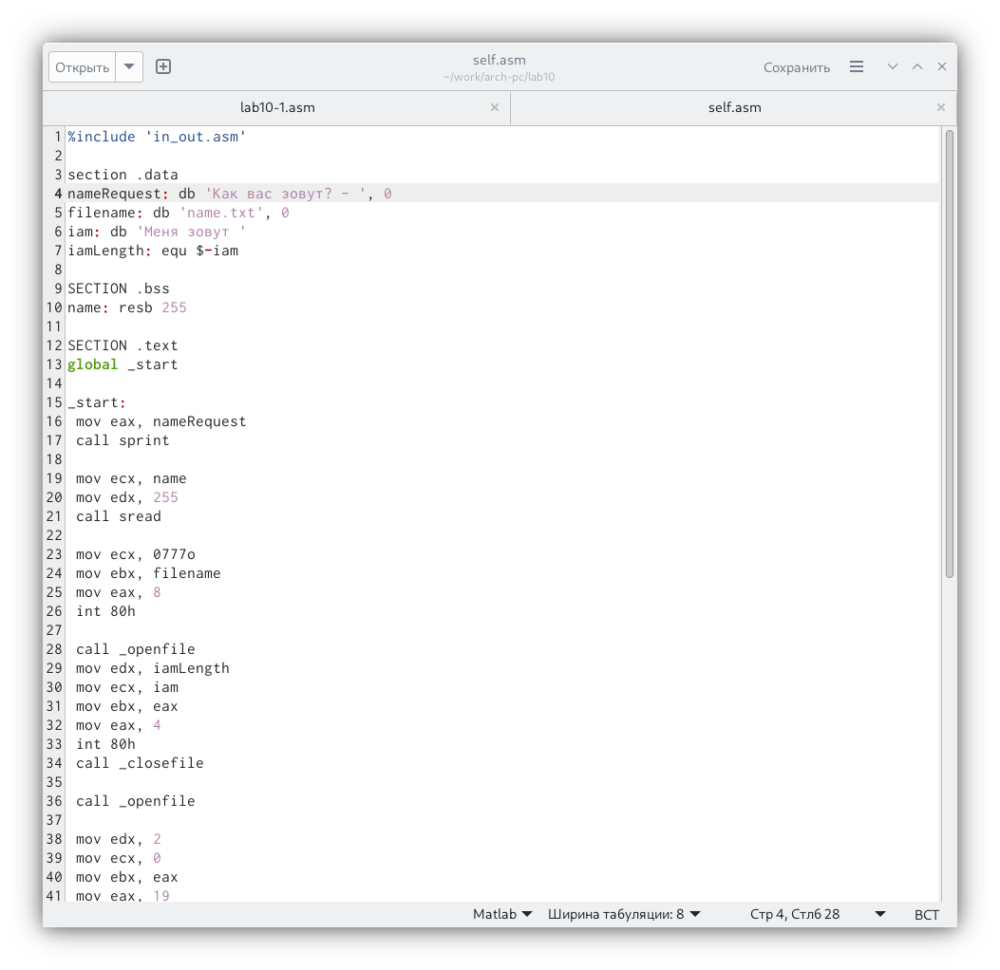 Открыть
self.asm
~/work/arch-pc/lab10
Сохранить
lab10-1.asm
self.asm
1 %include 'in_out.asm'
2
3 section .data
4 nameRequest: db 'Как вас зовут? - ', 0
5 filename: db 'name.txt', 0
6 iam: db 'Меня зовут '
7 iamLength: equ $-iam
8
9 SECTION .bss
10 name: resb 255
11
12 SECTION .text
13 global _start
14
15 _start:
16 mov eax, nameRequest
17 call sprint
18
19 mov ecx, name
20 mov edx, 255
21 call sread
22
23 mov ecx, 0777o
24 mov ebx, filename
25 mov eax, 8
26 int 80h
27
28 call _openfile
29 mov edx, iamLength
30 mov ecx, iam
31 mov ebx, eax
32 mov eax, 4
33 int 80h
34 call _closefile
35
36 call _openfile
37
38 mov edx, 2
39 mov ecx, 0
40 mov ebx, eax
41 mov eax, 19
Matlab Ширина табуляции: 8 Стр 4, Стлб 28 ВСТ